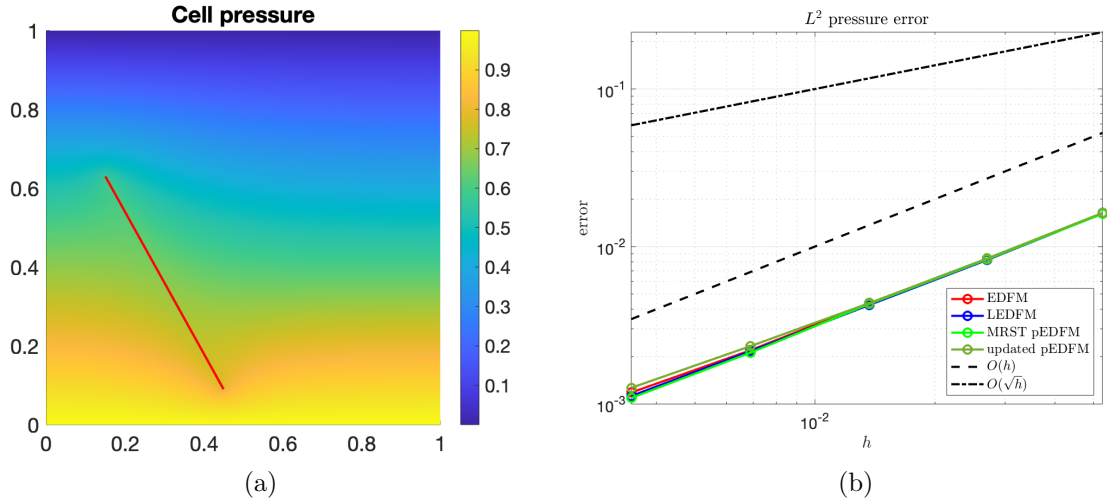 Cell pressure
1
0.8
0.6
0.4
0.2
0
0 0.2 0.4 0.6 0.8 1
0.9
0.8
0.7
0.6
0.5
0.4
0.3
0.2
0.1
(a)
L² pressure error
error
10⁻¹
10⁻²
10⁻³
10⁻²
h
EDFM
LEDFM
MRST pEDFM
updated pEDFM
O(h)
O(√h)
(b)